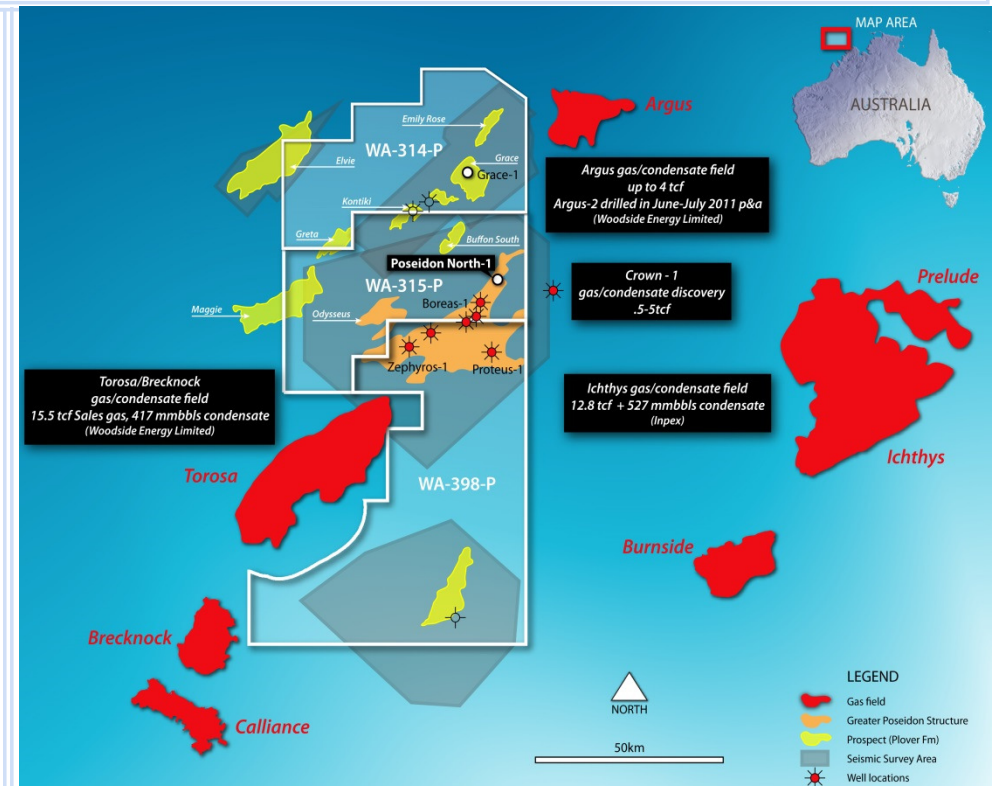 MAP AREA
AUSTRALIA
Argus
Emily Rose
WA-314-P
Grace
Grace-1
Elvie
Kontiki
Greta
Buffon South
Argus gas/condensate field
up to 4 tcf
Argus-2 drilled in June-July 2011 p&a
(Woodside Energy Limited)
Poseidon North-1
WA-315-P
Boreas-1
Maggie
Odysseus
Crown - 1
gas/condensate discovery
.5-5tcf
Prelude
Zephyros-1
Proteus-1
Torosa/Brecknock
gas/condensate field
15.5 tcf Sales gas, 417 mmbbls condensate
(Woodside Energy Limited)
Ichthys gas/condensate field
12.8 tcf + 527 mmbbls condensate
(Inpex)
Ichthys
Torosa
WA-398-P
Burnside
Brecknock
Calliance
NORTH
50km
LEGEND
Gas field
Greater Poseidon Structure
Prospect (Plover Fm)
Seismic Survey Area
Well locations